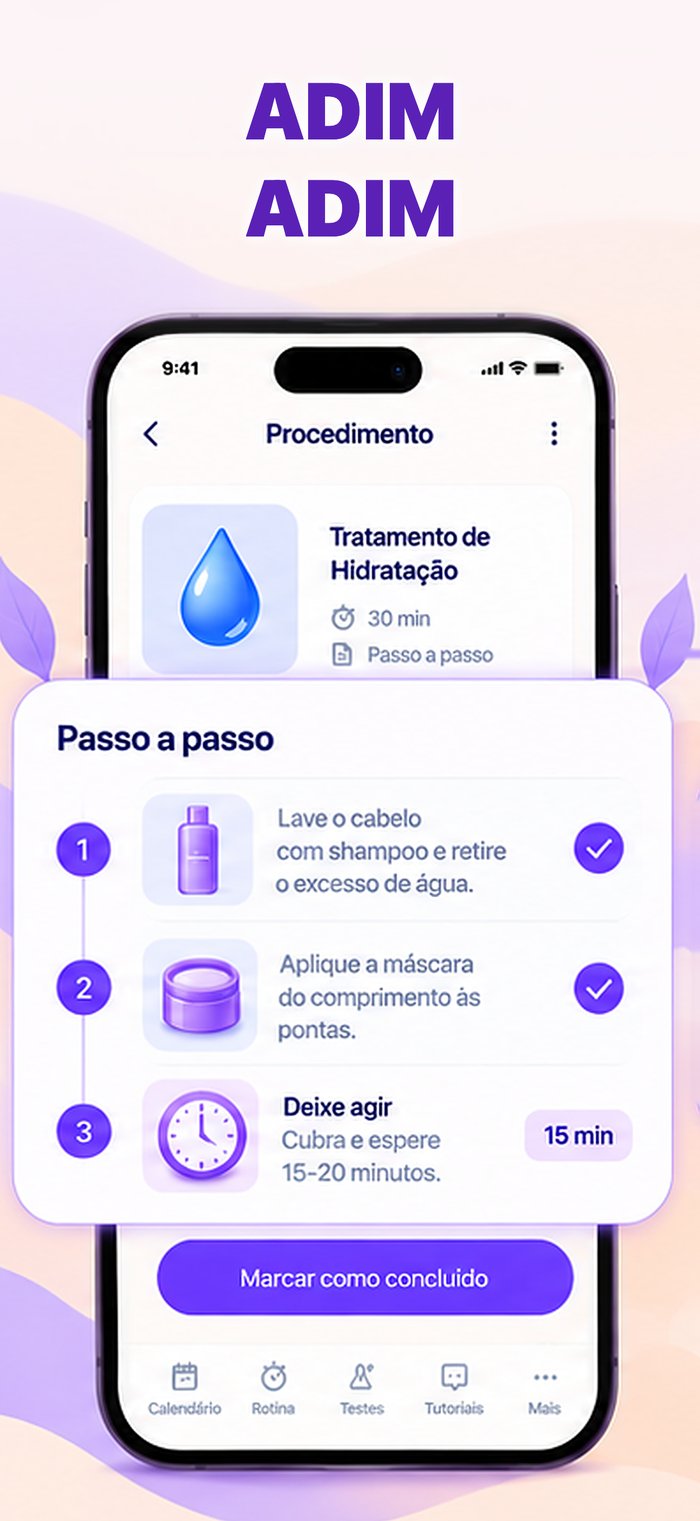 ADIM
ADIM
9:41
Procedimento
Tratamento de
Hidratação
30 min
Passo a passo
Passo a passo
1
Lave o cabelo
com shampoo e retire
o excesso de água.
2
Aplique a máscara
do comprimento às
pontas.
3
Deixe agir
Cubra e espere
15-20 minutos.
15 min
Marcar como concluido
Calendário
Rotina
Testes
Tutoriais
Mais